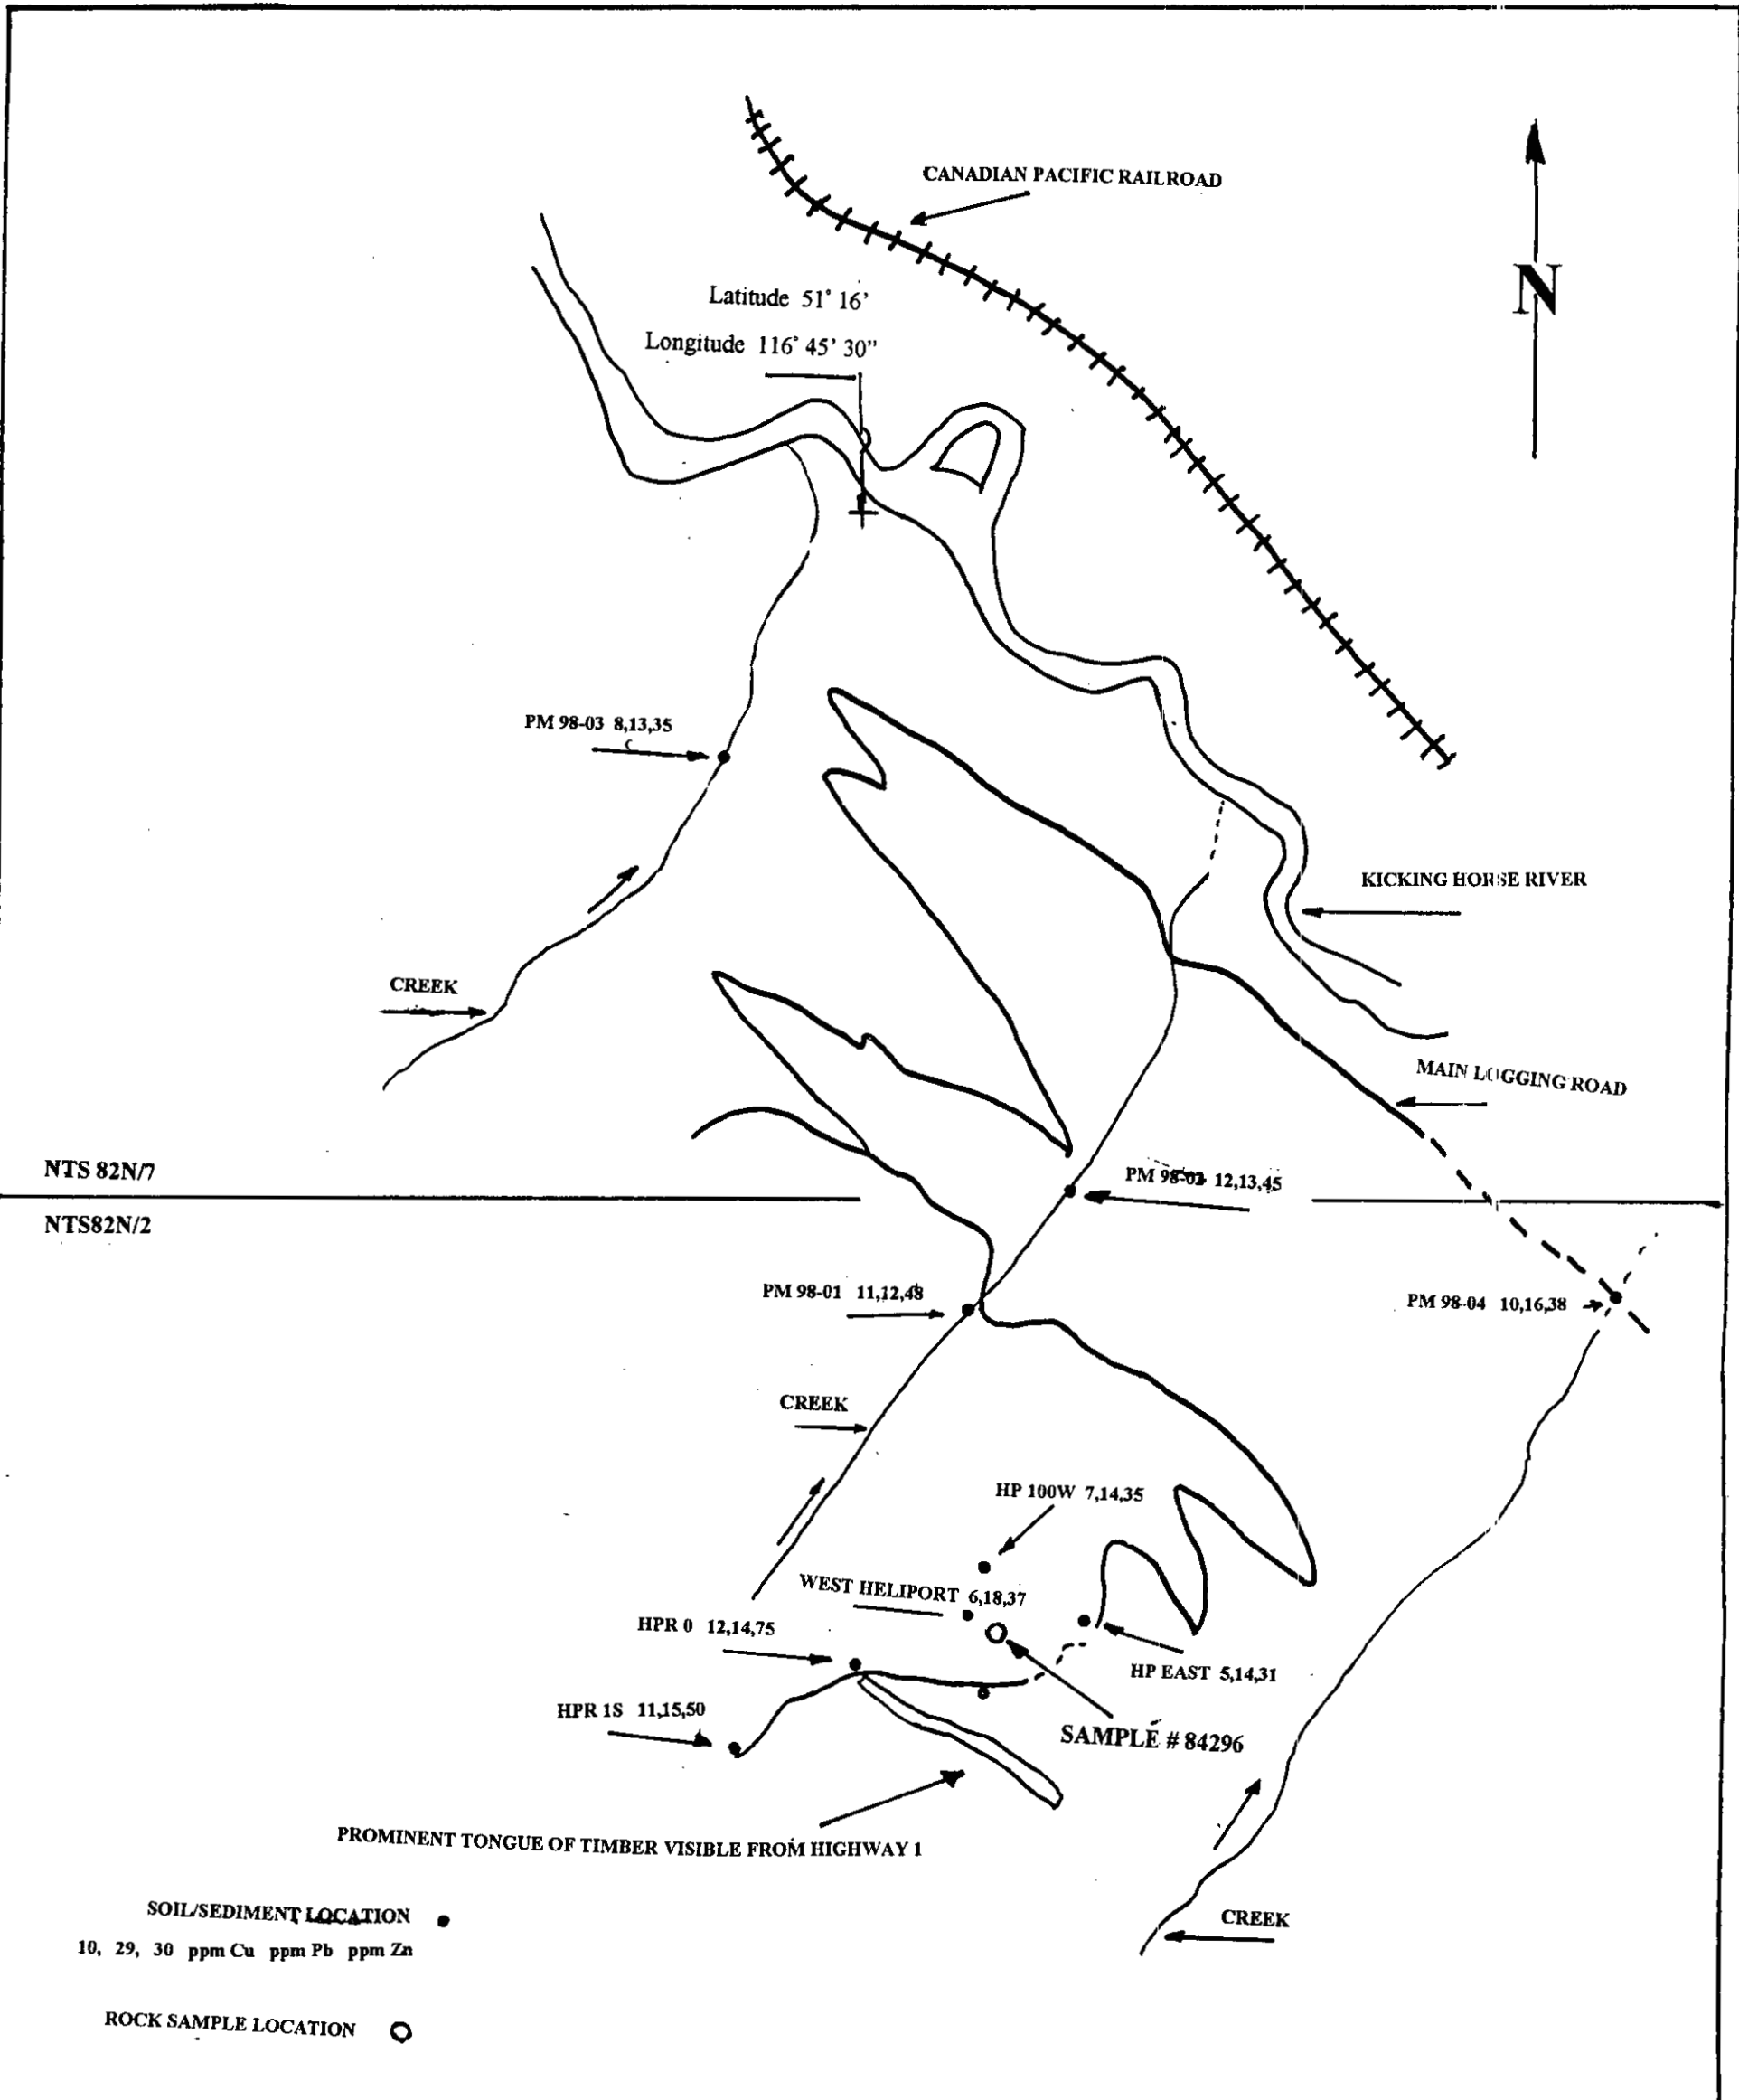 CANADIAN PACIFIC RAILROAD
N
Latitude 51° 16'
Longitude 116° 45' 30"
PM 98-03 8,13,35
KICKING HORSE RIVER
CREEK
MAIN LOGGING ROAD
NTS 82N/7
PM 98-02 12,13,45
NTS82N/2
PM 98-01 11,12,48
PM 98-04 10,16,38
CREEK
HP 100W 7,14,35
WEST HELIPORT 6,18,37
HPR 0 12,14,75
HP EAST 5,14,31
HPR 1S 11,15,50
SAMPLE # 84296
PROMINENT TONGUE OF TIMBER VISIBLE FROM HIGHWAY 1
SOIL/SEDIMENT LOCATION
CREEK
10, 29, 30 ppm Cu ppm Pb ppm Zn
ROCK SAMPLE LOCATION